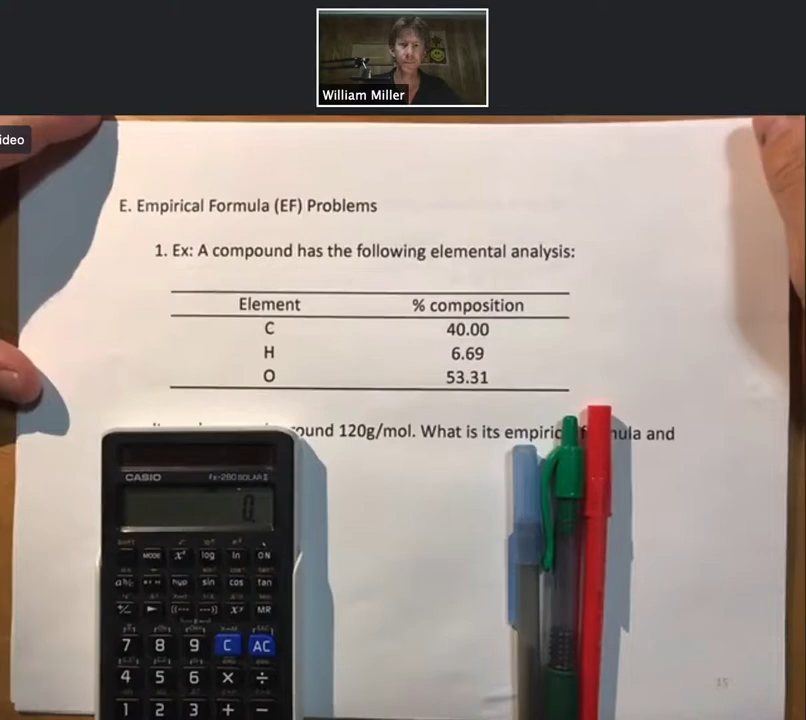 William Miller
ideo
E. Empirical Formula (EF) Problems
1. Ex: A compound has the following elemental analysis:
Element % composition
C 40.00
H 6.69
O 53.31
ound 120g/mol. What is its empiric f nula and
CASIO fx-260 SOLAR II
0.
MODE log ln ON
hyp sin cos tan
MR
7 8 9 C AC
4 5 6 × ÷
1 2 3 + −
15